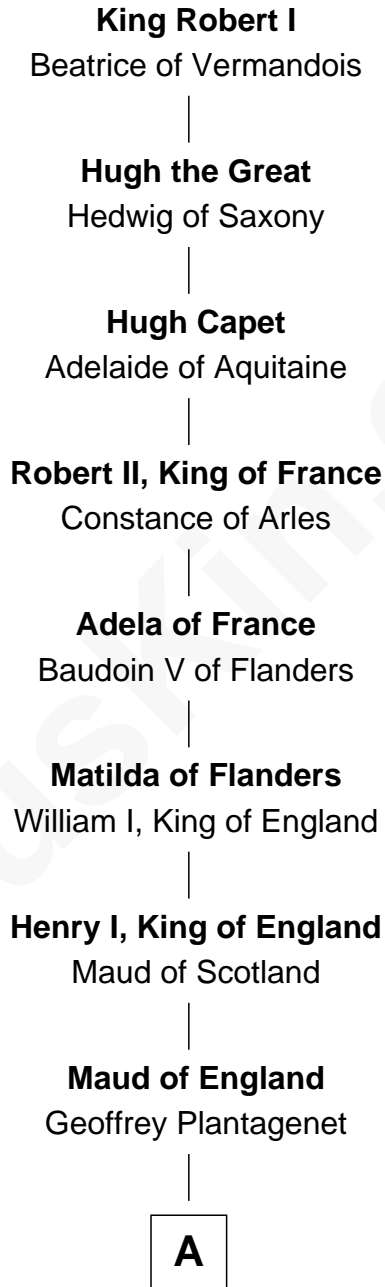 King Robert I
Beatrice of Vermandois
Hugh the Great
Hedwig of Saxony
Hugh Capet
Adelaide of Aquitaine
Robert II, King of France
Constance of Arles
Adela of France
Baudoin V of Flanders
Matilda of Flanders
William I, King of England
Henry I, King of England
Maud of Scotland
Maud of England
Geoffrey Plantagenet
A